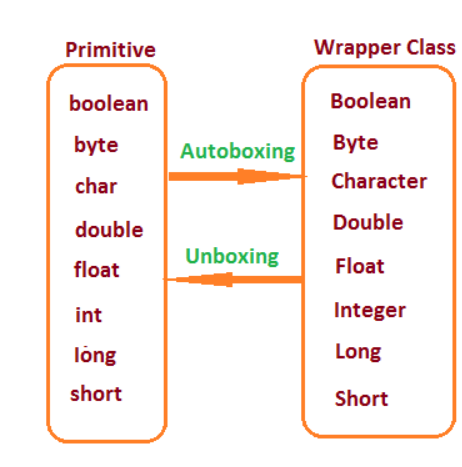 Primitive
boolean
byte
char
double
float
int
long
short
Autoboxing
Unboxing
Wrapper Class
Boolean
Byte
Character
Double
Float
Integer
Long
Short